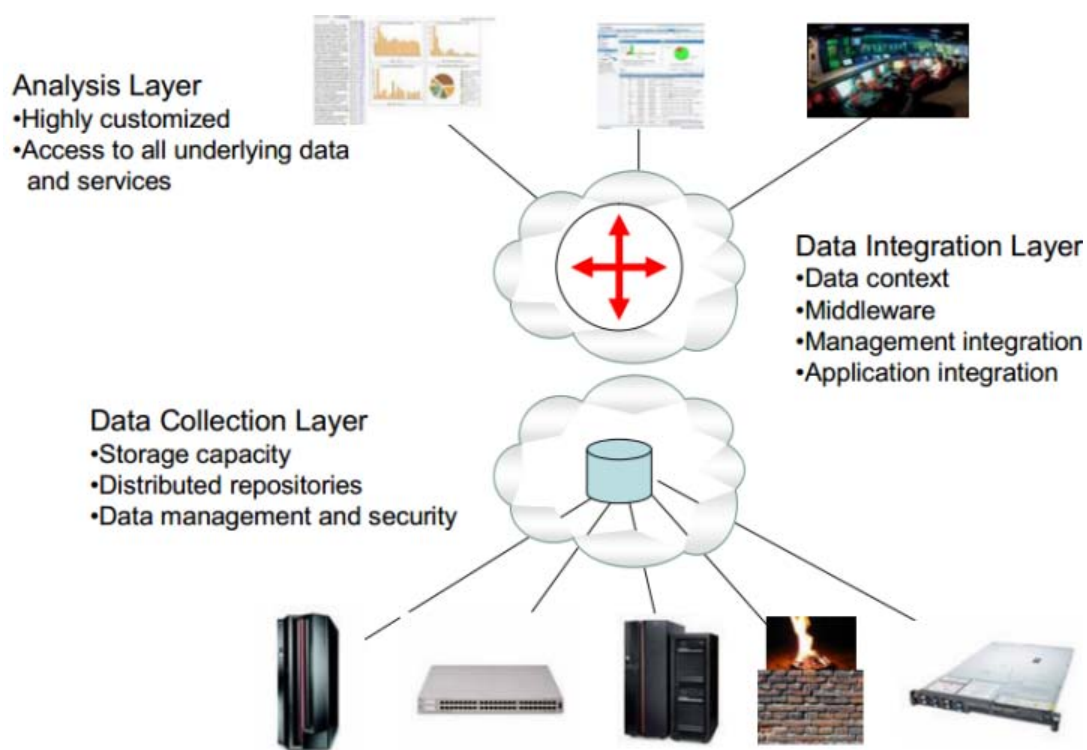 Analysis Layer
•Highly customized
•Access to all underlying data
and services
Data Integration Layer
•Data context
•Middleware
•Management integration
•Application integration
Data Collection Layer
•Storage capacity
•Distributed repositories
•Data management and security